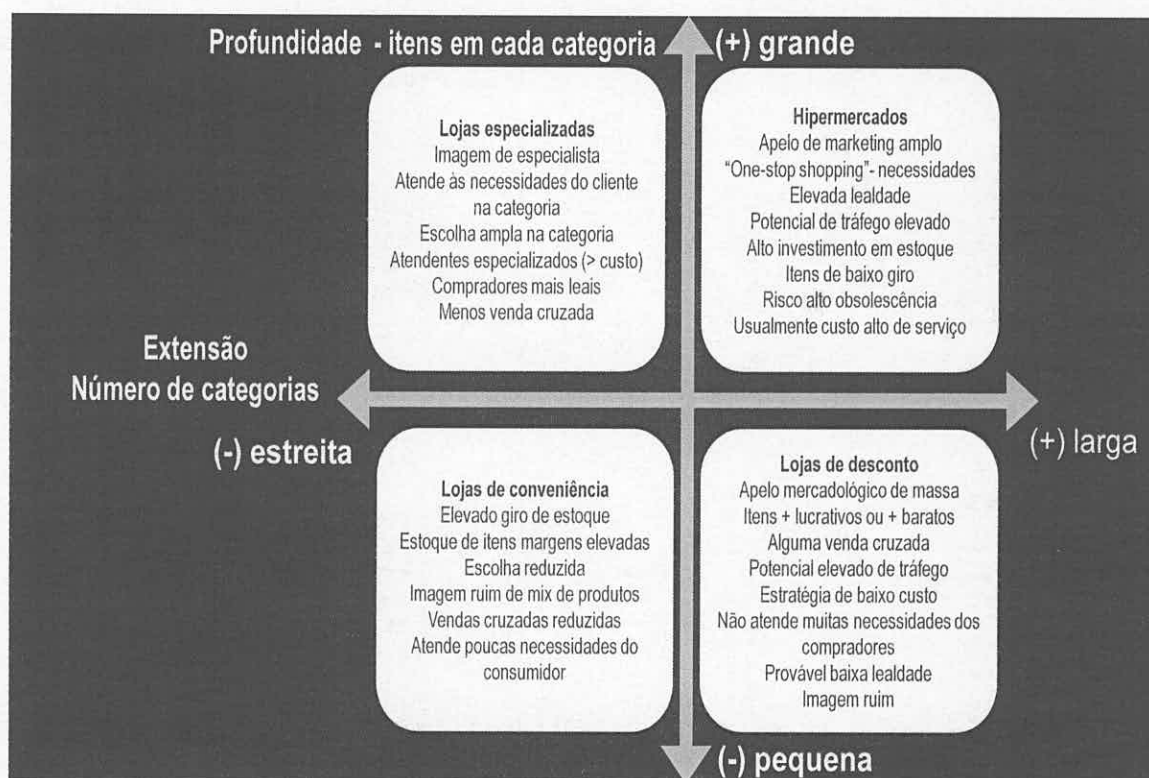 Profundidade - itens em cada categoria
(+) grande
Lojas especializadas
Imagem de especialista
Atende às necessidades do cliente
na categoria
Escolha ampla na categoria
Atendentes especializados (> custo)
Compradores mais leais
Menos venda cruzada
Hipermercados
Apelo de marketing amplo
“One-stop shopping”- necessidades
Elevada lealdade
Potencial de tráfego elevado
Alto investimento em estoque
Itens de baixo giro
Risco alto obsolescência
Usualmente custo alto de serviço
Extensão
Número de categorias
(-) estreita
(+) larga
Lojas de conveniência
Elevado giro de estoque
Estoque de itens margens elevadas
Escolha reduzida
Imagem ruim de mix de produtos
Vendas cruzadas reduzidas
Atende poucas necessidades do
consumidor
Lojas de desconto
Apelo mercadológico de massa
Itens + lucrativos ou + baratos
Alguma venda cruzada
Potencial elevado de tráfego
Estratégia de baixo custo
Não atende muitas necessidades dos
compradores
Provável baixa lealdade
Imagem ruim
(-) pequena